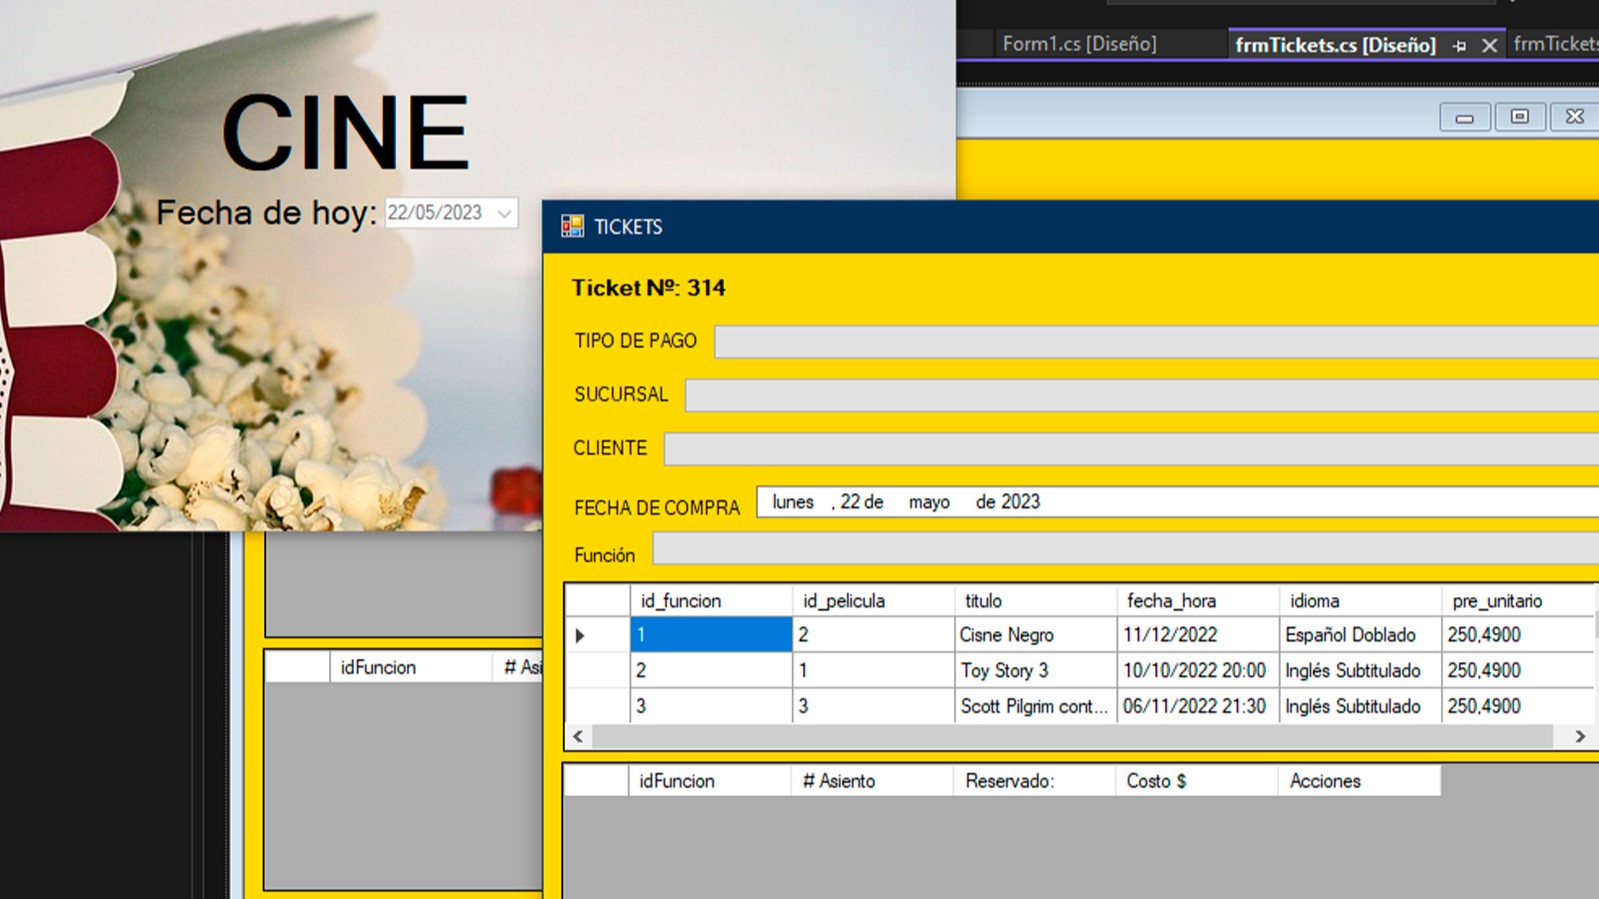 Form1.cs [Diseño]
frmTickets.cs [Diseño]
frmTickets
CINE
Fecha de hoy: 22/05/2023
TICKETS
Ticket Nº: 314
TIPO DE PAGO
SUCURSAL
CLIENTE
FECHA DE COMPRA lunes , 22 de mayo de 2023
Función
id_funcion id_pelicula titulo fecha_hora idioma pre_unitario
1 2 Cisne Negro 11/12/2022 Español Doblado 250,4900
2 1 Toy Story 3 10/10/2022 20:00 Inglés Subtitulado 250,4900
3 3 Scott Pilgrim cont... 06/11/2022 21:30 Inglés Subtitulado 250,4900
idFuncion # Asi
idFuncion # Asiento Reservado: Costo $ Acciones